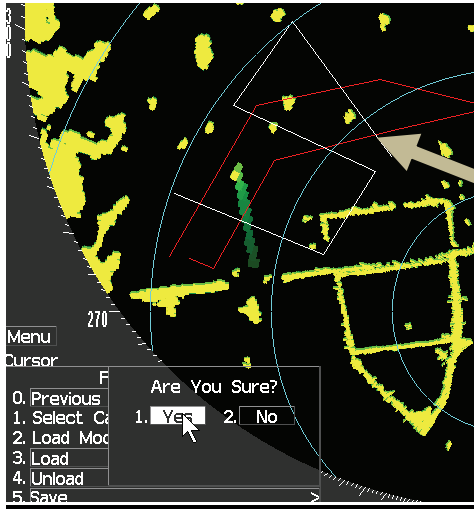 270
Menu
Cursor
Are You Sure?
1. Yes 2. No
0. Previous
1. Select Ca
2. Load Mod
3. Load
4. Unload
5. Save >